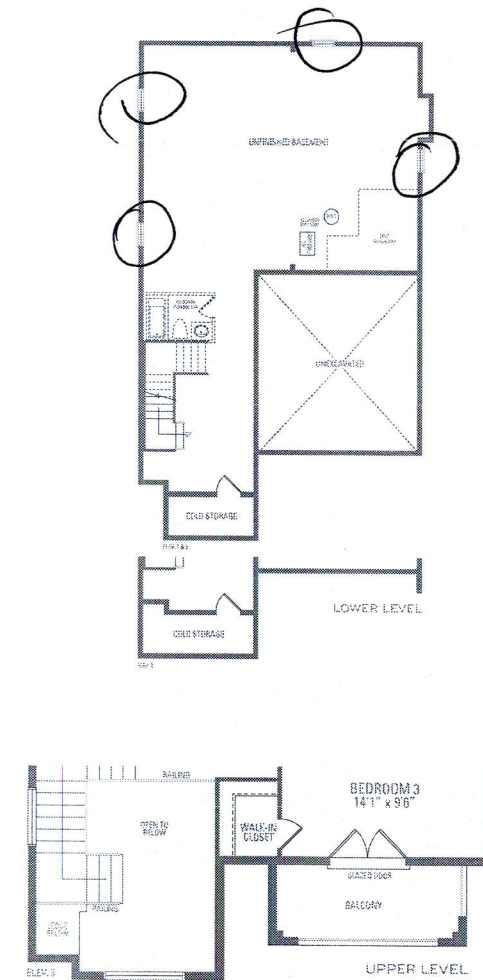 UNFINISHED BASEMENT
UNEXCAVATED
COLD STORAGE
LOWER LEVEL
COLD STORAGE
RAILING
OPEN TO
BELOW
WALK-IN
CLOSET
BEDROOM 3
14'1" x 9'6"
GLAZED DOOR
BALCONY
RAILING
ELEV. 3
UPPER LEVEL